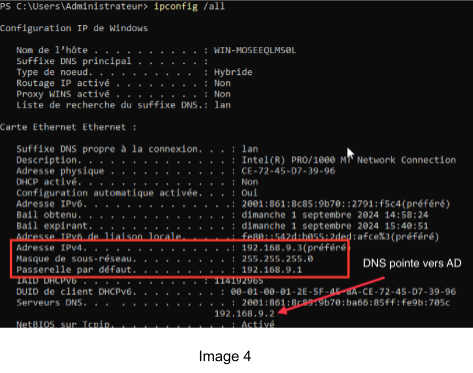 PS C:\Users\Administrateur> ipconfig /all
Configuration IP de Windows
Nom de l'hôte . . . . . . . . . . : WIN-MOSEEQLMS0L
Suffixe DNS principal . . . . . . :
Type de noeud. . . . . . . . . . : Hybride
Routage IP activé . . . . . . . . : Non
Proxy WINS activé . . . . . . . . : Non
Liste de recherche du suffixe DNS.: lan
Carte Ethernet Ethernet :
Suffixe DNS propre à la connexion. . . : lan
Description. . . . . . . . . . . . . . : Intel(R) PRO/1000 MT Network Connection
Adresse physique . . . . . . . . . . . : CE-72-45-D7-39-96
DHCP activé. . . . . . . . . . . . . . : Non
Configuration automatique activée. . . : Oui
Adresse IPv6. . . . . . . . . . . . . .: 2001:861:8c85:9b70::2791:f5c4(préféré)
Bail obtenu. . . . . . . . . . . . . . : dimanche 1 septembre 2024 14:58:24
Bail expirant. . . . . . . . . . . . . : dimanche 1 septembre 2024 15:40:51
Adresse IPv6 de liaison locale. . . . .: fe80::542d:b055:2ded:afce%3(préféré)
Adresse IPv4. . . . . . . . . . . . . .: 192.168.9.3(préféré)
Masque de sous-réseau. . . . . . . . . : 255.255.255.0
Passerelle par défaut. . . . . . . . . : 192.168.9.1
IAID DHCPv6 . . . . . . . . . . . : 114192965
DUID de client DHCPv6. . . . . . . . : 00-01-00-01-2E-5F-45-8A-CE-72-45-D7-39-96
Serveurs DNS. . . . . . . . . . . . . : 2001:861:8c85:9b70:ba66:85ff:fe9b:705c
192.168.9.2
NetBIOS sur Tcpip. . . . . . . . . . . : Activé
DNS pointe vers AD
Image 4